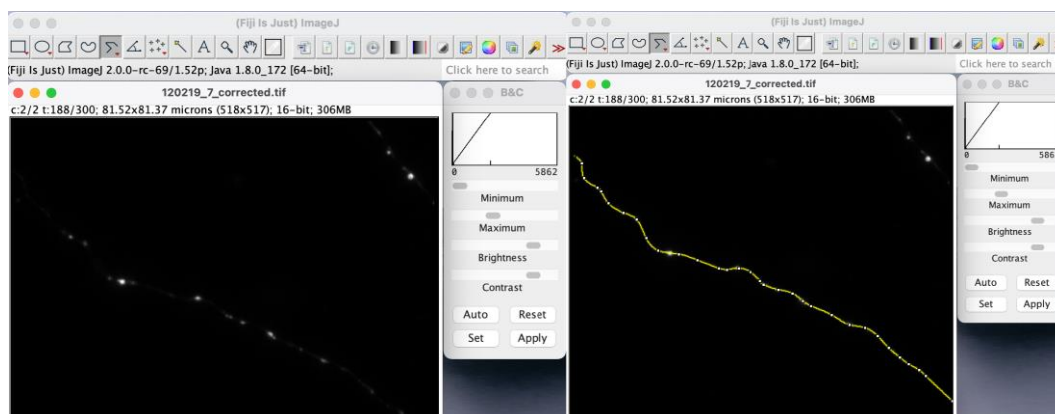 (Fiji Is Just) ImageJ
A
(Fiji Is Just) ImageJ 2.0.0-rc-69/1.52p; Java 1.8.0_172 [64-bit];
Click here to search
120219_7_corrected.tif
B&C
c:2/2 t:188/300; 81.52x81.37 microns (518x517); 16-bit; 306MB
0 5862
Minimum
Maximum
Brightness
Contrast
Auto Reset
Set Apply
(Fiji Is Just) ImageJ
A
(Fiji Is Just) ImageJ 2.0.0-rc-69/1.52p; Java 1.8.0_172 [64-bit];
Click here to search
120219_7_corrected.tif
B&C
c:2/2 t:188/300; 81.52x81.37 microns (518x517); 16-bit; 306MB
0 586
Minimum
Maximum
Brightness
Contrast
Auto Reset
Set Apply